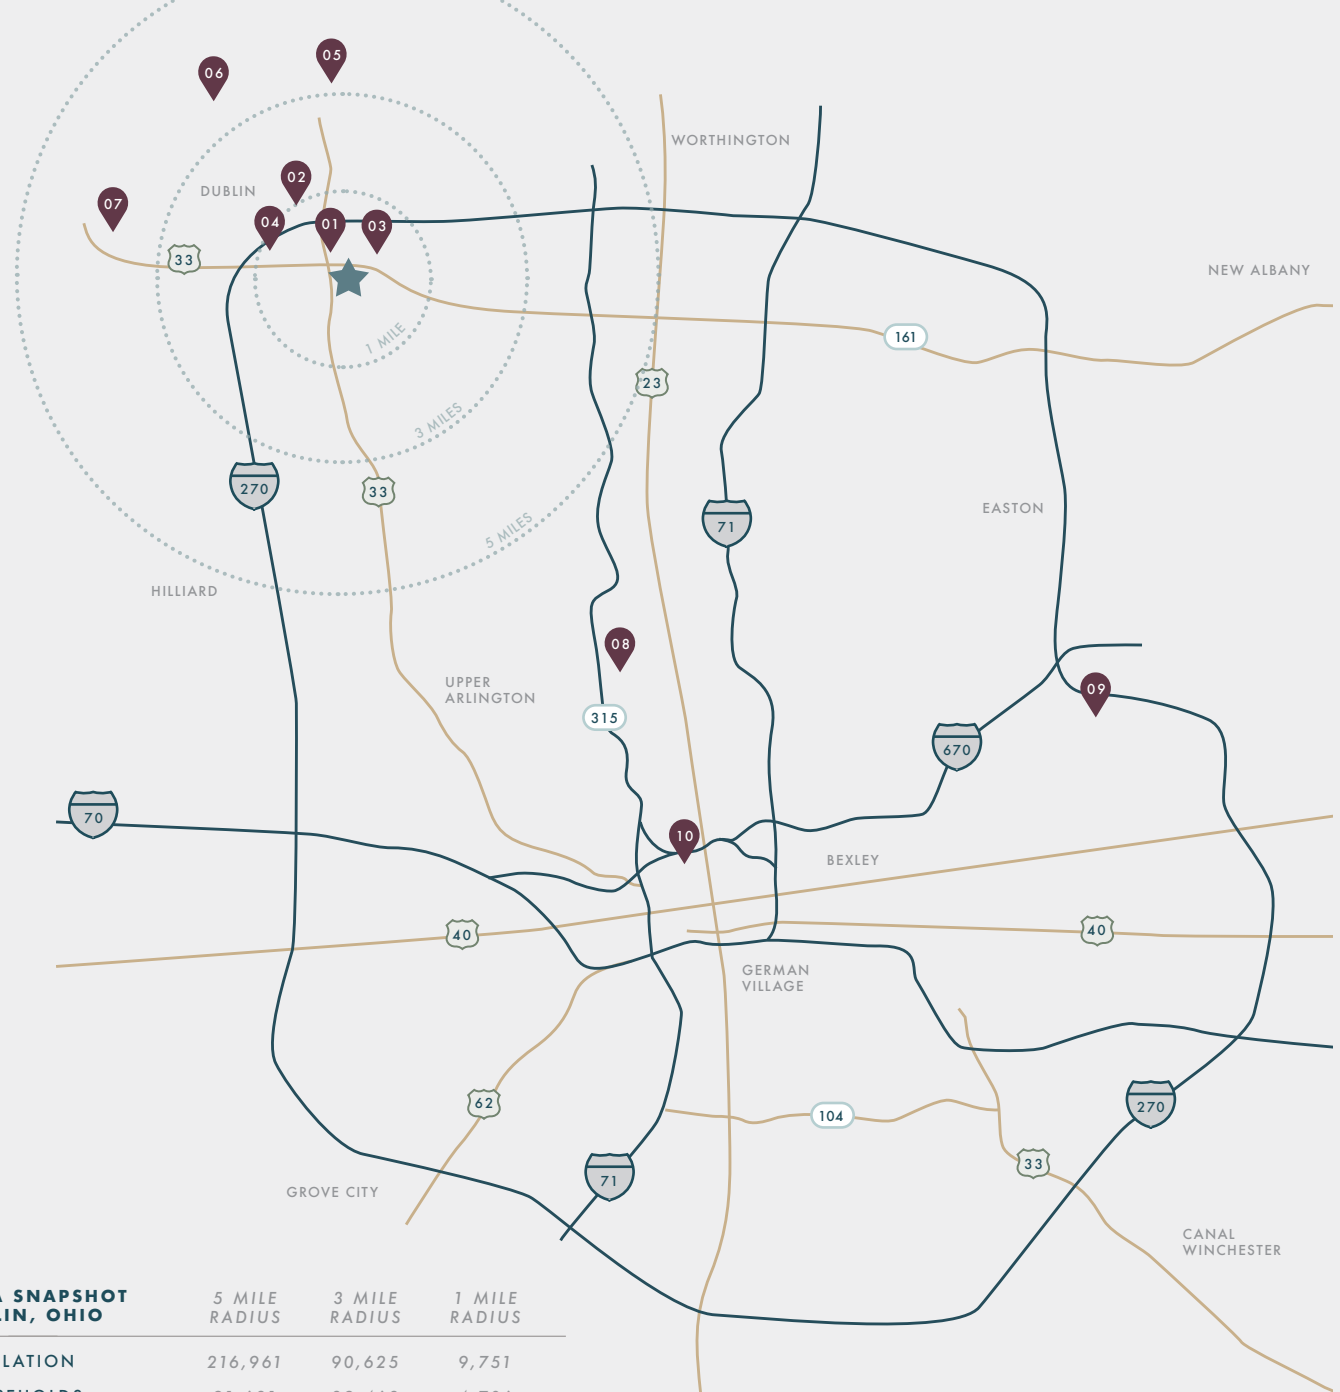 05
06
WORTHINGTON
02
DUBLIN
07
04
01
03
33
NEW ALBANY
1 MILE
161
23
3 MILES
270
33
EASTON
71
5 MILES
HILLIARD
08
UPPER
ARLINGTON
09
315
670
70
10
BEXLEY
40
40
GERMAN
VILLAGE
62
270
104
33
71
GROVE CITY
CANAL
WINCHESTER
SNAPSHOT
5 MILE
RADIUS
3 MILE
RADIUS
1 MILE
RADIUS
LIN, OHIO
LATION
216,961
90,625
9,751